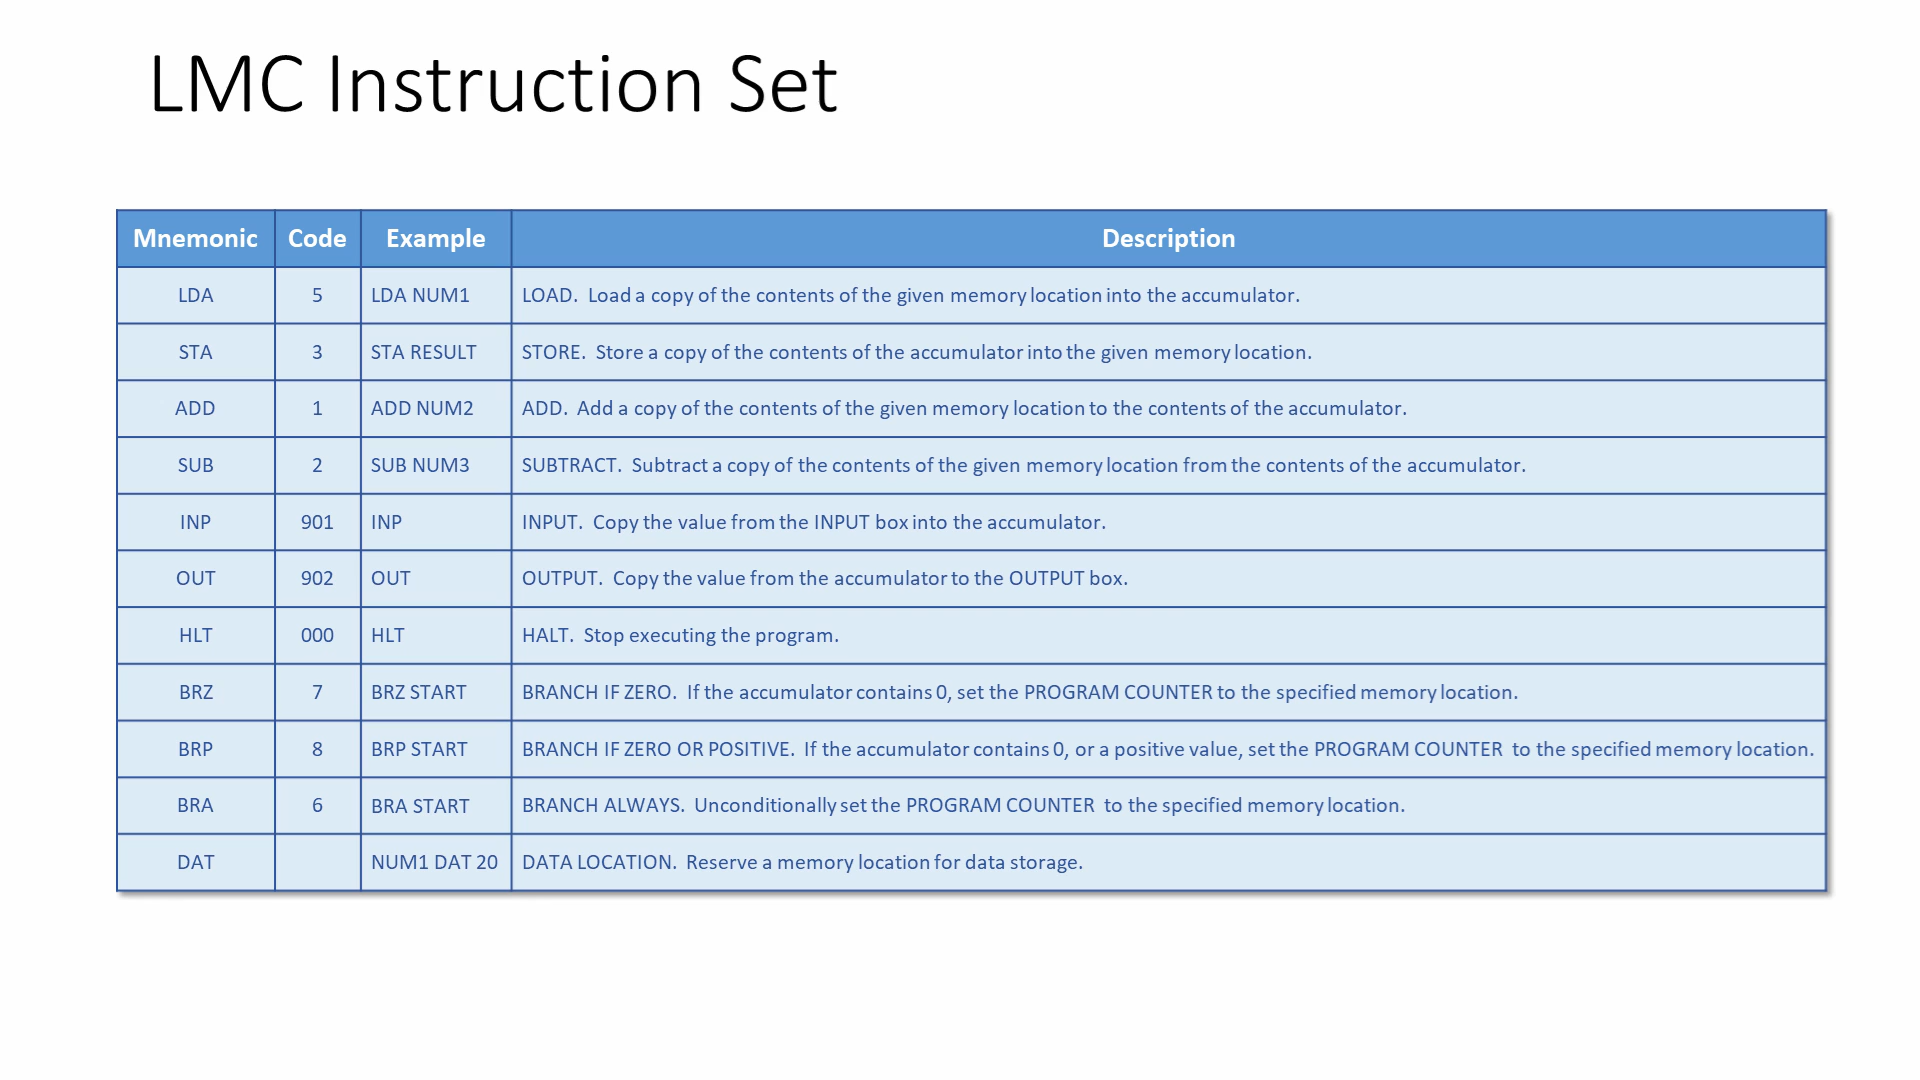 LMC Instruction Set
Mnemonic Code Example Description
LDA 5 LDA NUM1 LOAD. Load a copy of the contents of the given memory location into the accumulator.
STA 3 STA RESULT STORE. Store a copy of the contents of the accumulator into the given memory location.
ADD 1 ADD NUM2 ADD. Add a copy of the contents of the given memory location to the contents of the accumulator.
SUB 2 SUB NUM3 SUBTRACT. Subtract a copy of the contents of the given memory location from the contents of the accumulator.
INP 901 INP INPUT. Copy the value from the INPUT box into the accumulator.
OUT 902 OUT OUTPUT. Copy the value from the accumulator to the OUTPUT box.
HLT 000 HLT HALT. Stop executing the program.
BRZ 7 BRZ START BRANCH IF ZERO. If the accumulator contains 0, set the PROGRAM COUNTER to the specified memory location.
BRP 8 BRP START BRANCH IF ZERO OR POSITIVE. If the accumulator contains 0, or a positive value, set the PROGRAM COUNTER to the specified memory location.
BRA 6 BRA START BRANCH ALWAYS. Unconditionally set the PROGRAM COUNTER to the specified memory location.
DAT NUM1 DAT 20 DATA LOCATION. Reserve a memory location for data storage.